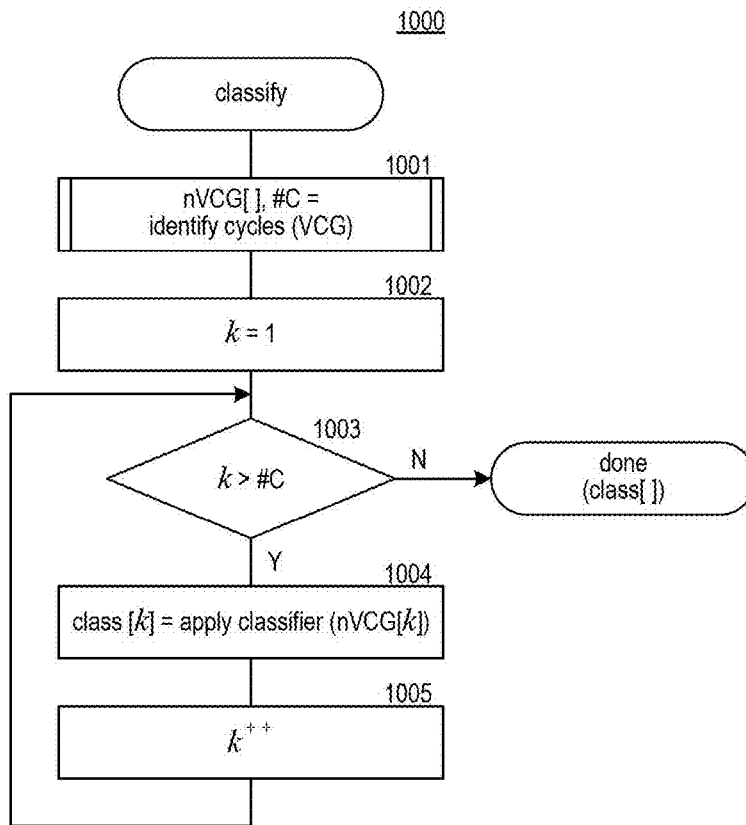 1000
classify
1001
nVCG[ ], #C =
identify cycles (VCG)
1002
k = 1
1003
k > #C
N
done
(class[ ])
Y
1004
class [k] = apply classifier (nVCG[k])
1005
k++